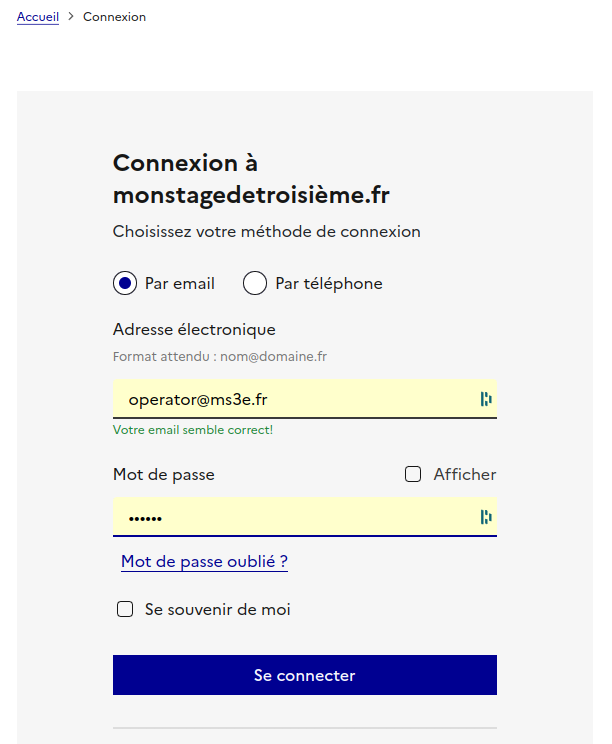 Accueil > Connexion
Connexion à
monstagedetroisième.fr
Choisissez votre méthode de connexion
Par email Par téléphone
Adresse électronique
Format attendu : nom@domaine.fr
operator@ms3e.fr
Votre email semble correct!
Mot de passe Afficher
••••••
Mot de passe oublié ?
Se souvenir de moi
Se connecter